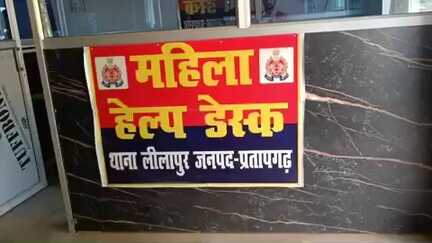 महिला
हेल्प डेस्क
थाना लीलापुर जनपद-प्रतापगढ़